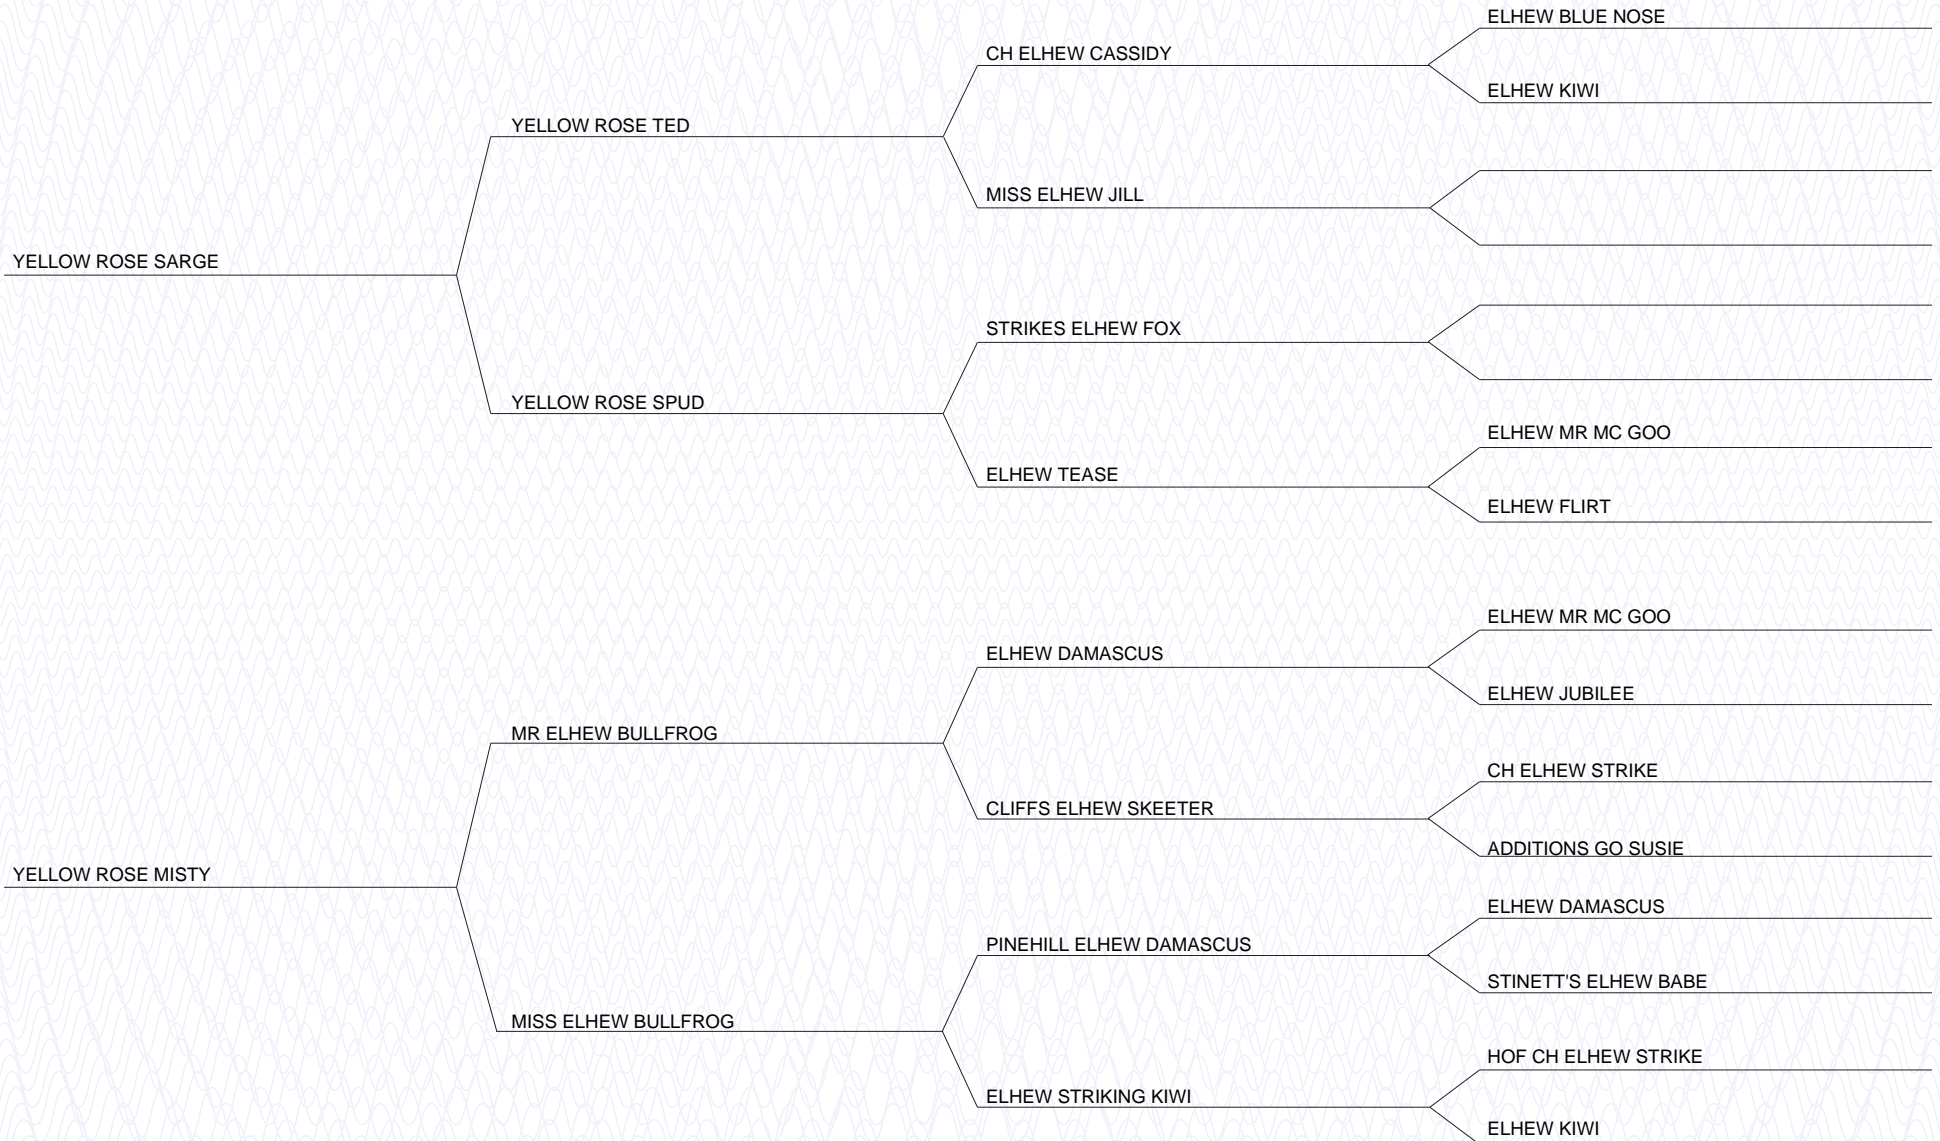 ELHEW BLUE NOSE
CH ELHEW CASSIDY
ELHEW KIWI
YELLOW ROSE TED
MISS ELHEW JILL
YELLOW ROSE SARGE
STRIKES ELHEW FOX
YELLOW ROSE SPUD
ELHEW MR MC GOO
ELHEW TEASE
ELHEW FLIRT
ELHEW MR MC GOO
ELHEW DAMASCUS
ELHEW JUBILEE
MR ELHEW BULLFROG
CH ELHEW STRIKE
CLIFFS ELHEW SKEETER
ADDITIONS GO SUSIE
YELLOW ROSE MISTY
ELHEW DAMASCUS
PINEHILL ELHEW DAMASCUS
STINETT'S ELHEW BABE
MISS ELHEW BULLFROG
HOF CH ELHEW STRIKE
ELHEW STRIKING KIWI
ELHEW KIWI